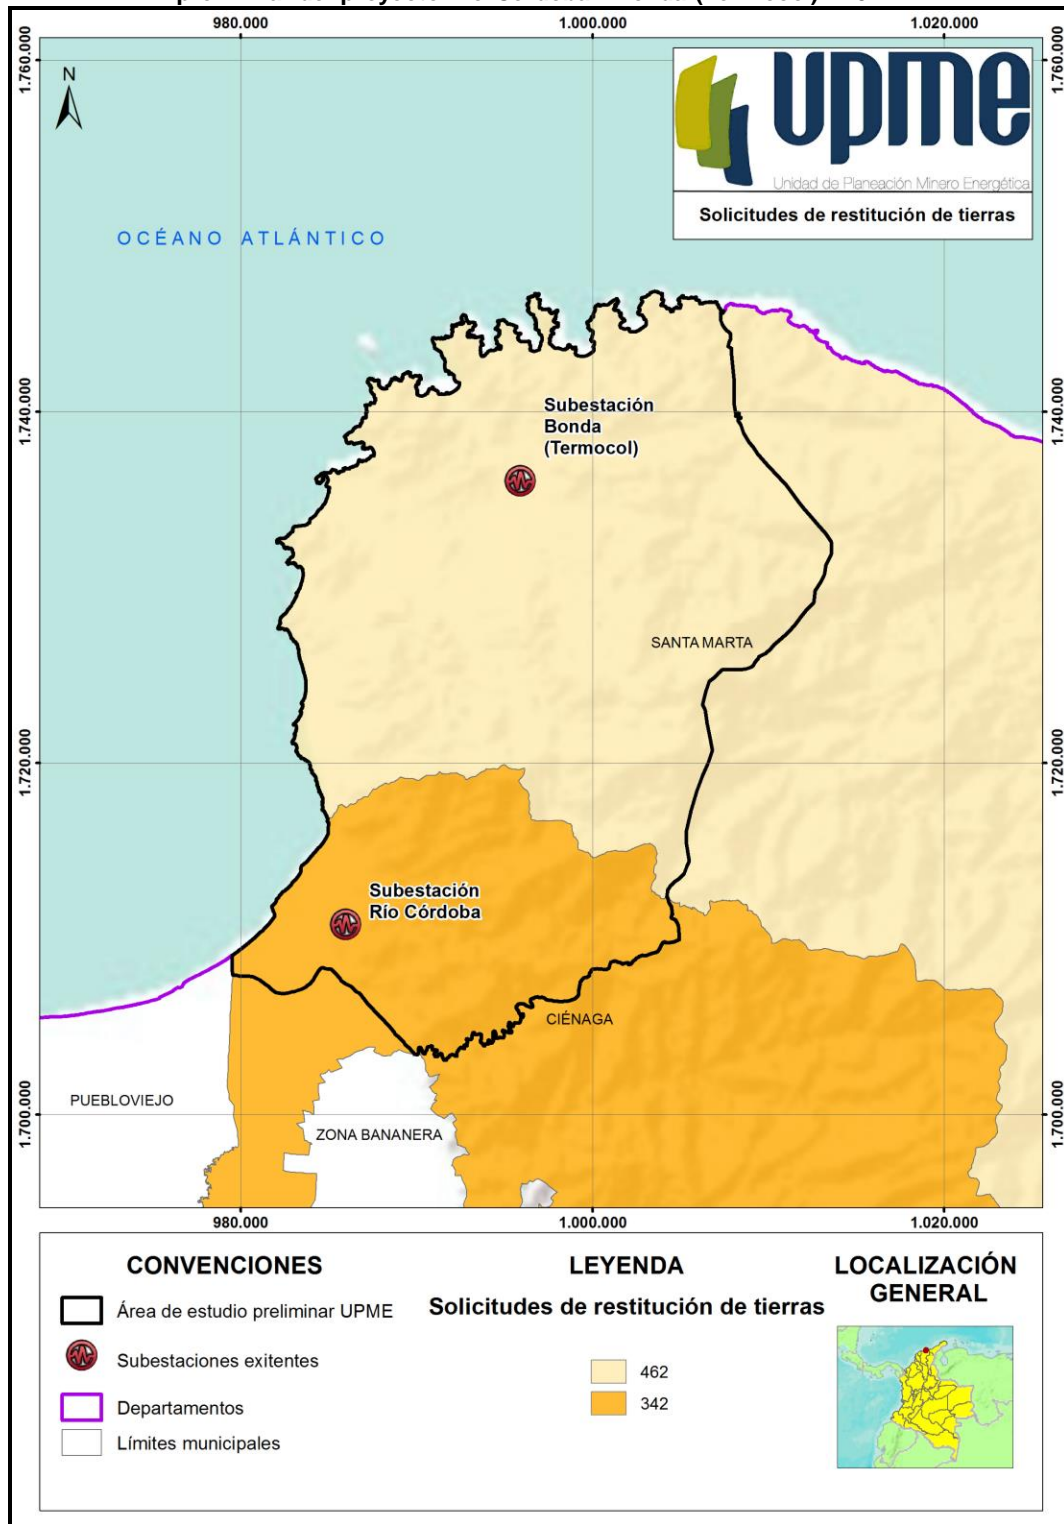 980.000
1.000.000
1.020.000
1.760.000
1.760.000
N
upme
Unidad de Planeación Minero Energética
Solicitudes de restitución de tierras
OCÉANO ATLÁNTICO
1.740.000
1.740.000
Subestación
Bonda
(Termocol)
SANTA MARTA
1.720.000
1.720.000
Subestación
Río Córdoba
CIÉNAGA
PUEBLOVIEJO
ZONA BANANERA
1.700.000
1.700.000
980.000
1.000.000
1.020.000
CONVENCIONES
Área de estudio preliminar UPME
Subestaciones exitentes
Departamentos
Límites municipales
LEYENDA
Solicitudes de restitución de tierras
462
342
LOCALIZACIÓN
GENERAL